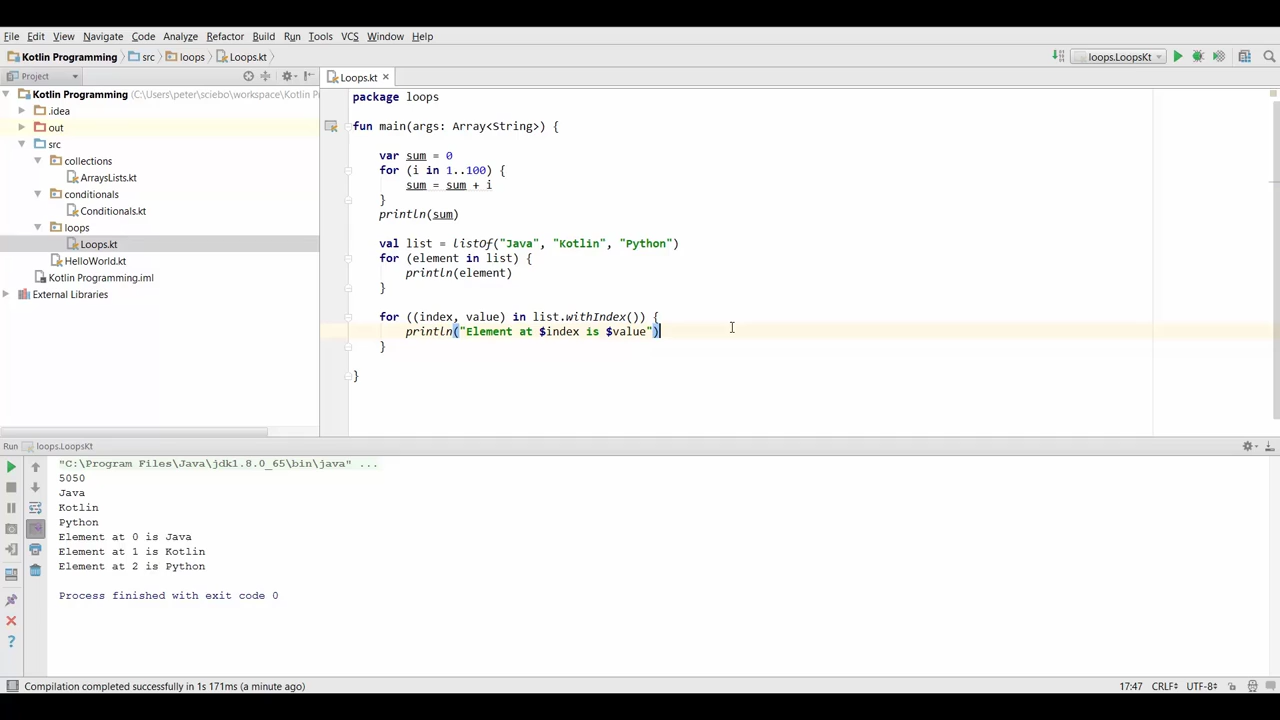 File Edit View Navigate Code Analyze Refactor Build Run Tools VCS Window Help
Kotlin Programming src loops Loops.kt loops.LoopsKt
Project Loops.kt
Kotlin Programming (C:\Users\peter\sciebo\workspace\Kotlin P
.idea
out
src
collections
ArraysLists.kt
conditionals
Conditionals.kt
loops
Loops.kt
HelloWorld.kt
Kotlin Programming.iml
External Libraries
package loops
fun main(args: Array<String>) {
var sum = 0
for (i in 1..100) {
sum = sum + i
}
println(sum)
val list = listOf("Java", "Kotlin", "Python")
for (element in list) {
println(element)
}
for ((index, value) in list.withIndex()) {
println("Element at $index is $value")
}
}
Run loops.LoopsKt
"C:\Program Files\Java\jdk1.8.0_65\bin\java" ...
5050
Java
Kotlin
Python
Element at 0 is Java
Element at 1 is Kotlin
Element at 2 is Python
Process finished with exit code 0
Compilation completed successfully in 1s 171ms (a minute ago) 17:47 CRLF UTF-8